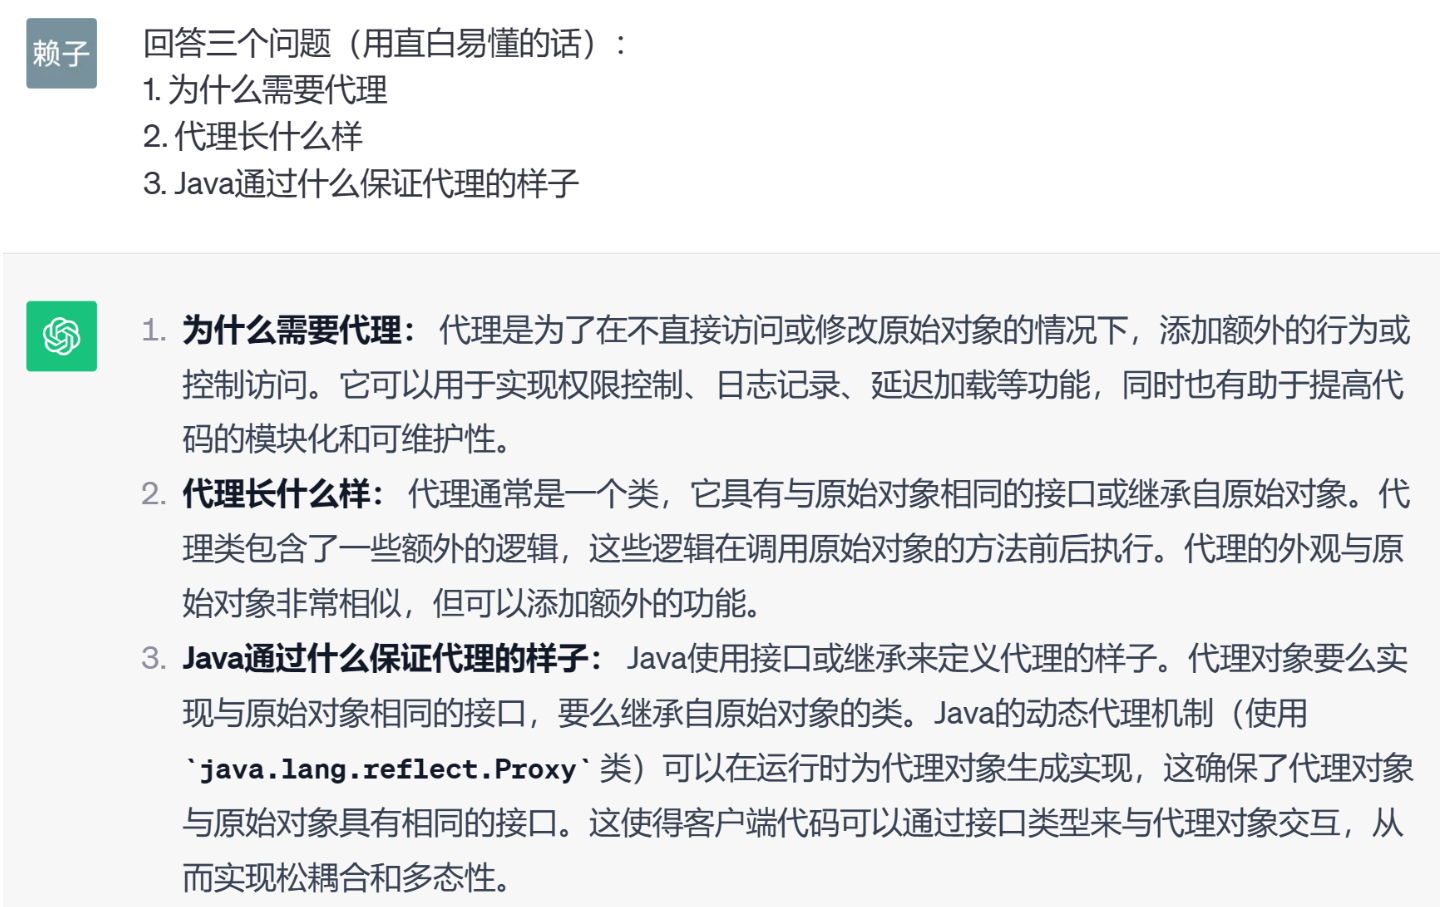 赖子
回答三个问题（用直白易懂的话）：
1. 为什么需要代理
2. 代理长什么样
3. Java通过什么保证代理的样子
1. 为什么需要代理： 代理是为了在不直接访问或修改原始对象的情况下，添加额外的行为或
控制访问。它可以用于实现权限控制、日志记录、延迟加载等功能，同时也有助于提高代
码的模块化和可维护性。
2. 代理长什么样： 代理通常是一个类，它具有与原始对象相同的接口或继承自原始对象。代
理类包含了一些额外的逻辑，这些逻辑在调用原始对象的方法前后执行。代理的外观与原
始对象非常相似，但可以添加额外的功能。
3. Java通过什么保证代理的样子： Java使用接口或继承来定义代理的样子。代理对象要么实
现与原始对象相同的接口，要么继承自原始对象的类。Java的动态代理机制（使用
`java.lang.reflect.Proxy` 类）可以在运行时为代理对象生成实现，这确保了代理对象
与原始对象具有相同的接口。这使得客户端代码可以通过接口类型来与代理对象交互，从
而实现松耦合和多态性。